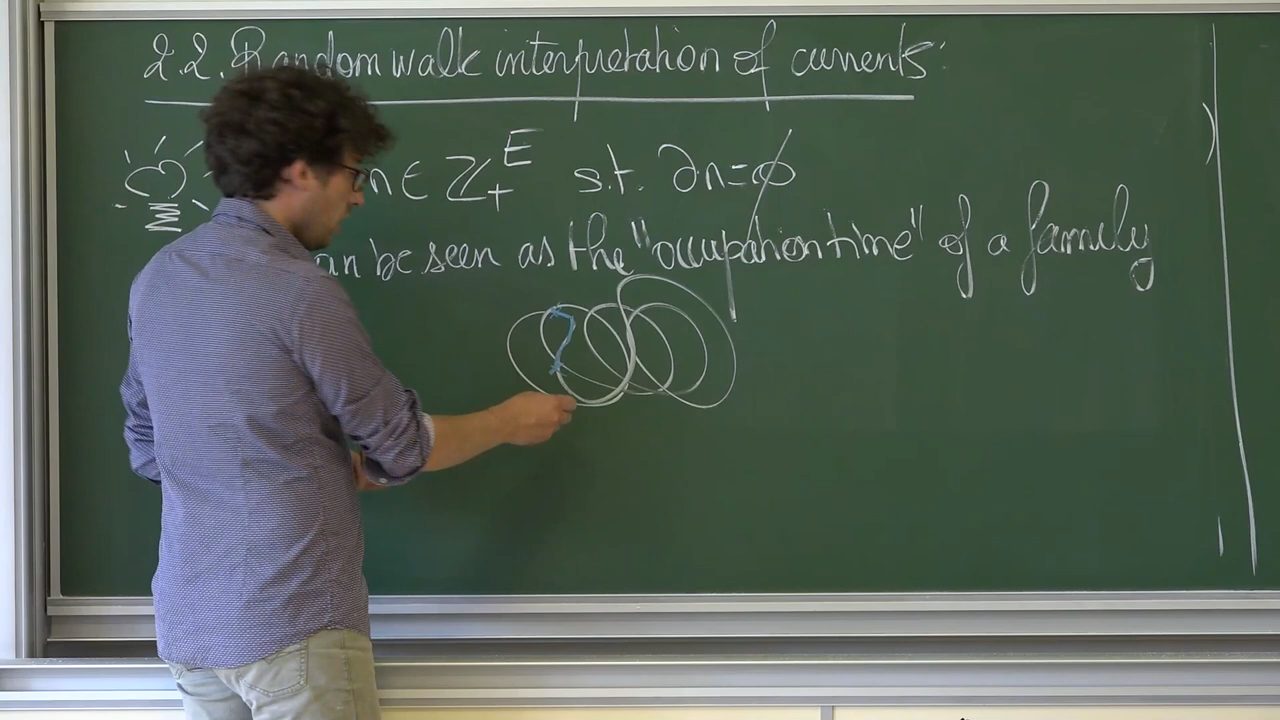 2.2. Random walk interpretation of currents:
n ∈ ℤ₊^E s.t. ∂n=∅
an be seen as the "occupation time" of a family